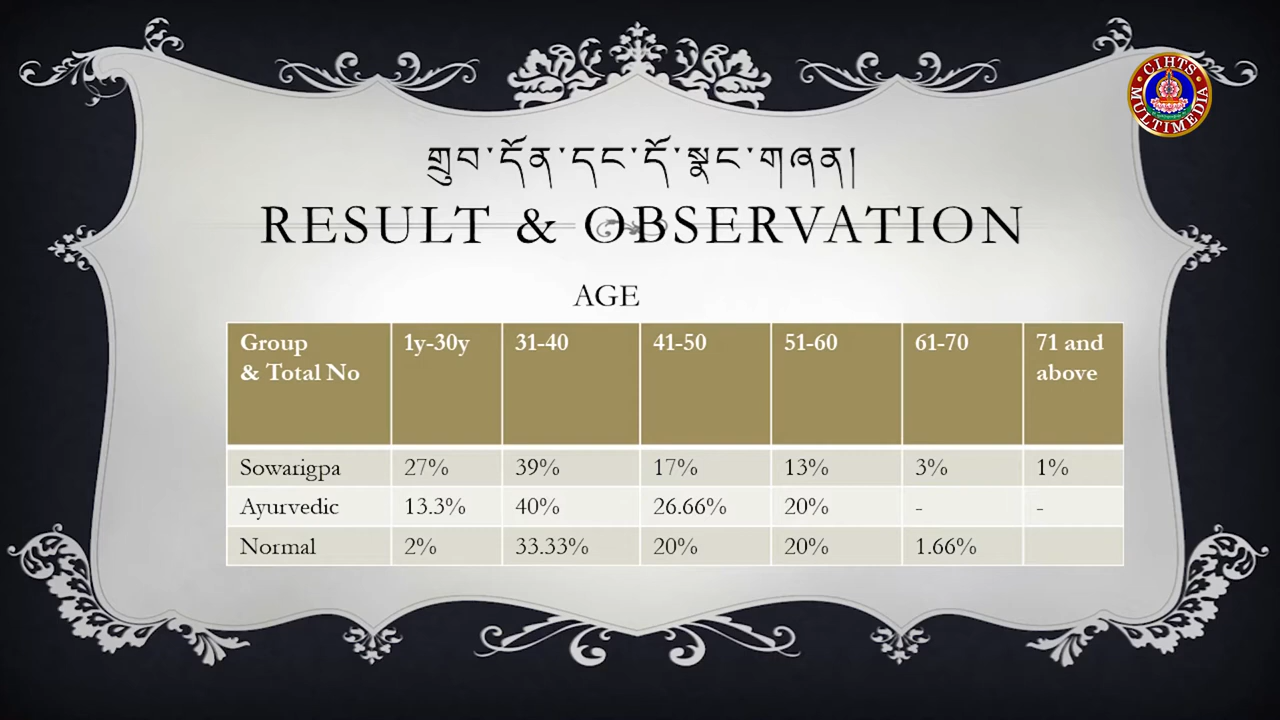 CIHTS
MULTIMEDIA
གྲུབ་དོན་དང་དོ་སྣང་གཞན།
RESULT & OBSERVATION
AGE
Group & Total No 1y-30y 31-40 41-50 51-60 61-70 71 and above
Sowarigpa 27% 39% 17% 13% 3% 1%
Ayurvedic 13.3% 40% 26.66% 20% - -
Normal 2% 33.33% 20% 20% 1.66%